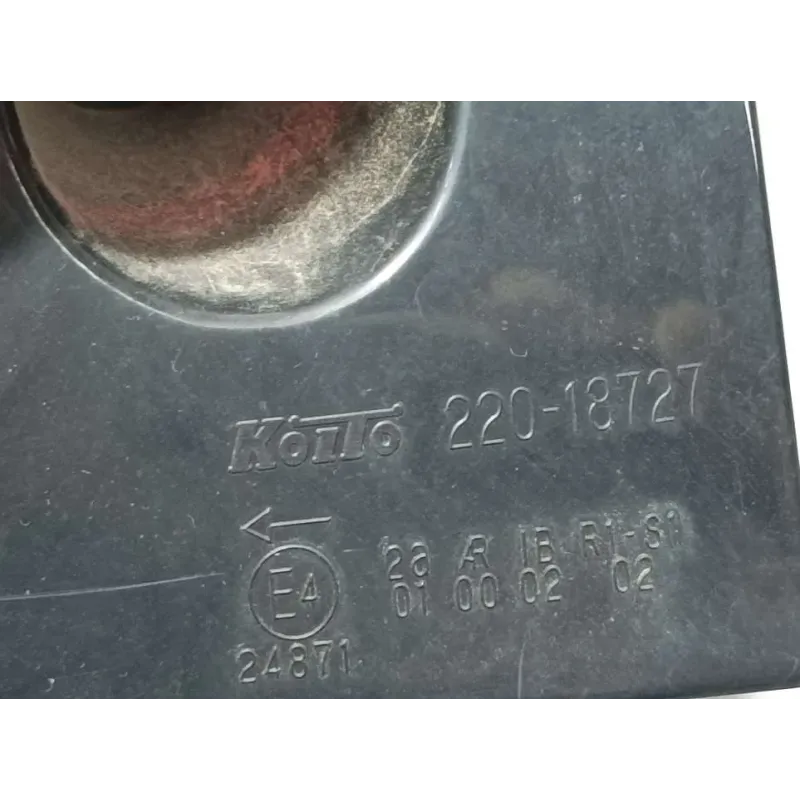 KOITO 220-18727
←
2a AR IB R1-S1
E4 01 00 02 02
24871